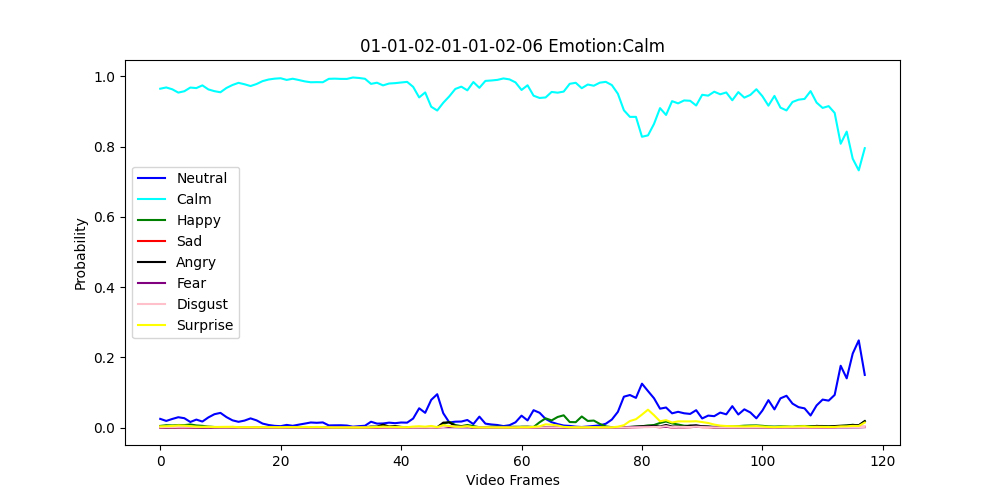 01-01-02-01-01-02-06 Emotion:Calm
Probability
1.0
0.8
0.6
0.4
0.2
0.0
Neutral
Calm
Happy
Sad
Angry
Fear
Disgust
Surprise
0 20 40 60 80 100 120
Video Frames